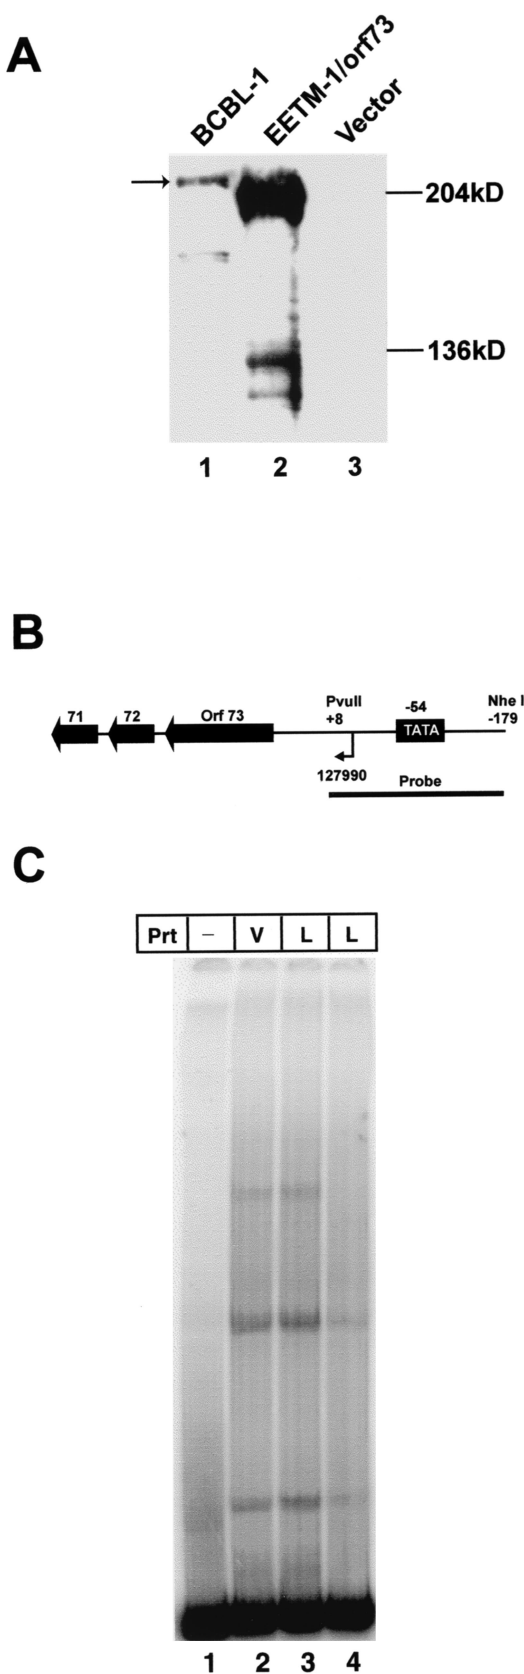 A
BCBL-1
EETM-1/orf73
Vector
204kD
136kD
1 2 3
B
71 72 Orf 73
PvuII
+8
-54
TATA
Nhe I
-179
127990
Probe
C
Prt – V L L
1 2 3 4